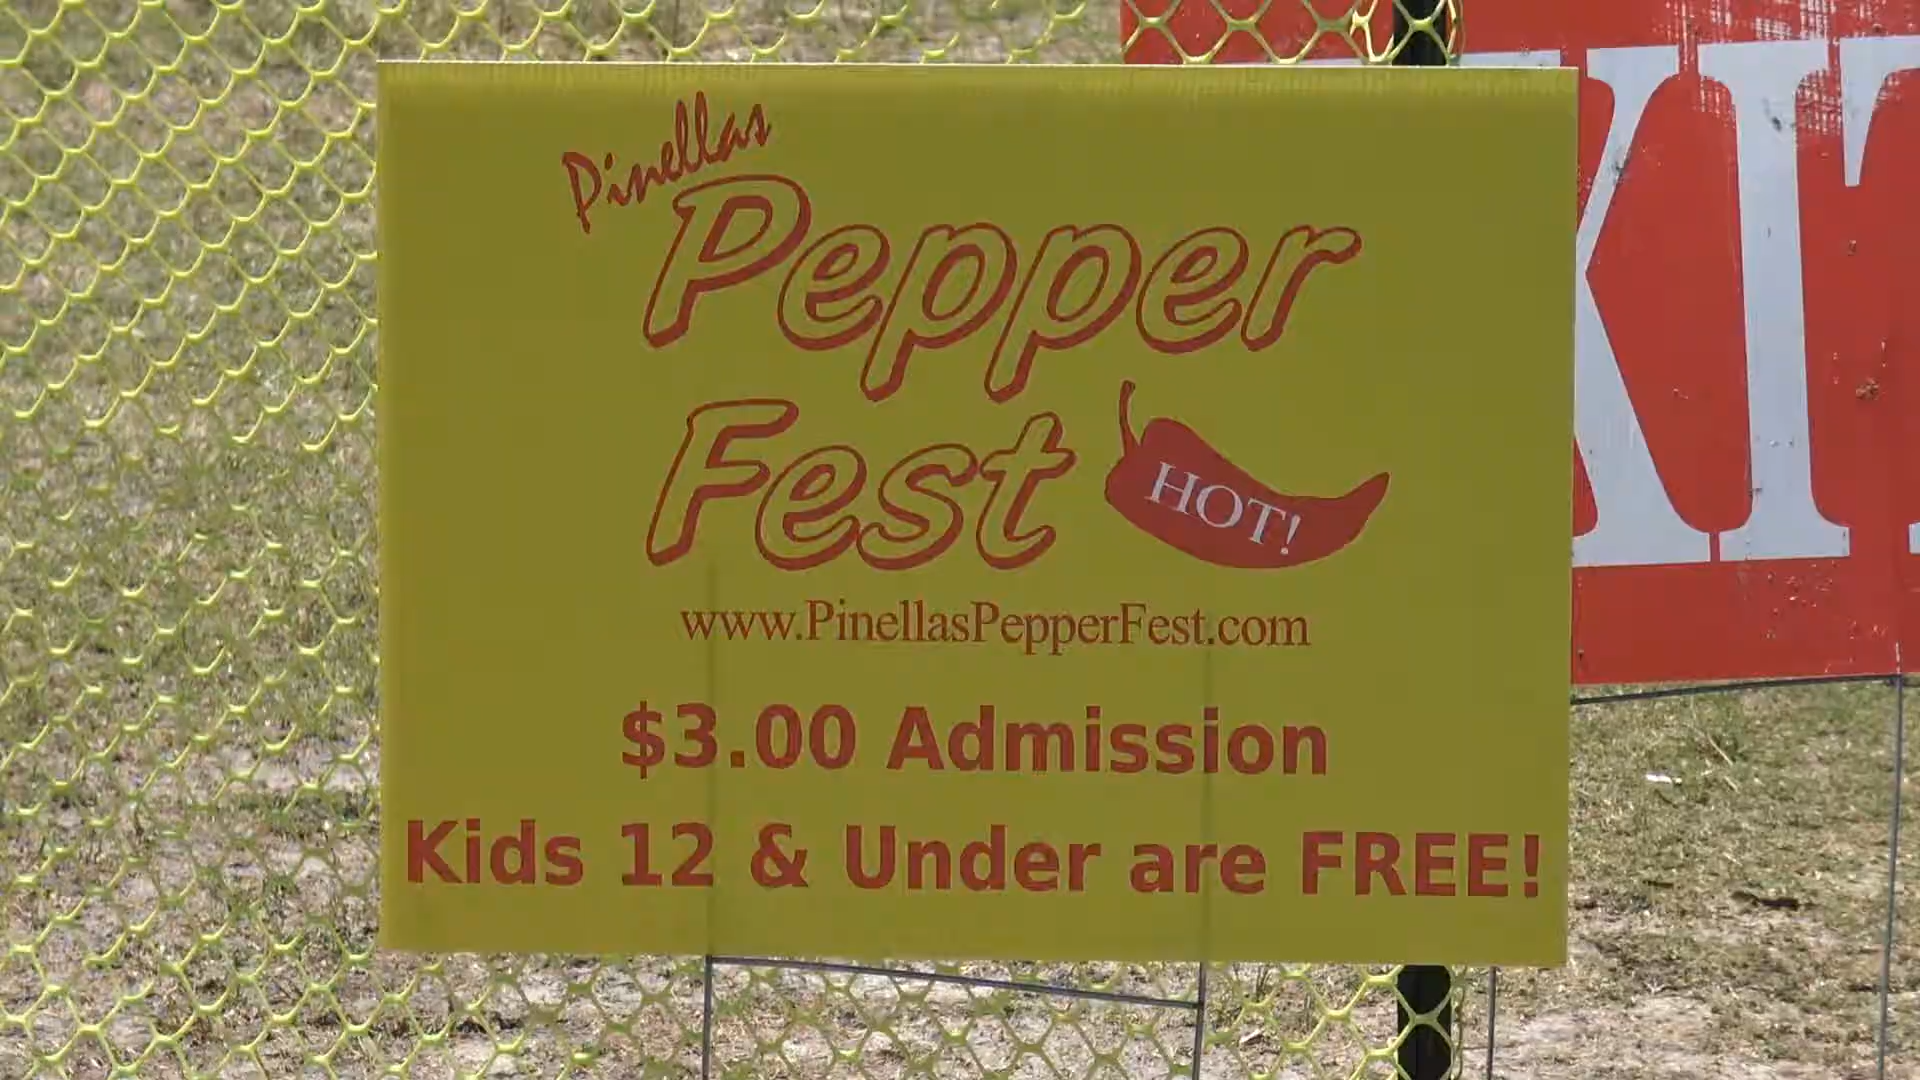 Pinellas
Pepper
Fest
HOT!
www.PinellasPepperFest.com
$3.00 Admission
Kids 12 & Under are FREE!